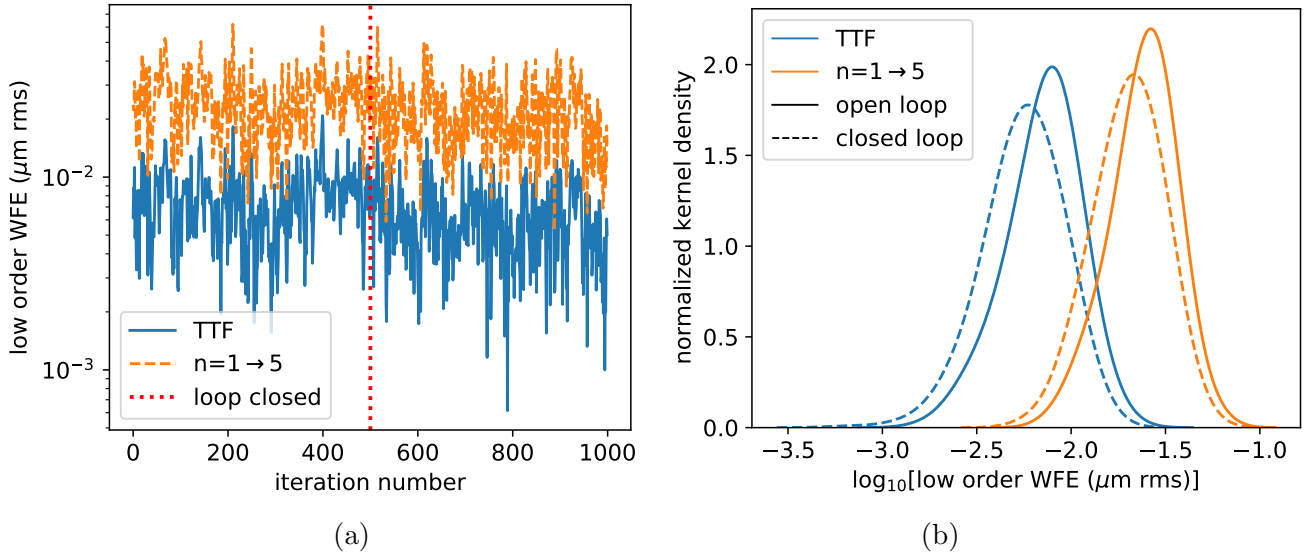 low order WFE (μm rms)
10⁻²
10⁻³
TTF
n=1→5
loop closed
0
200
400
600
800
1000
iteration number
(a)
normalized kernel density
2.0
1.5
1.0
0.5
0.0
TTF
n=1→5
open loop
closed loop
−3.5
−3.0
−2.5
−2.0
−1.5
−1.0
log₁₀[low order WFE (μm rms)]
(b)